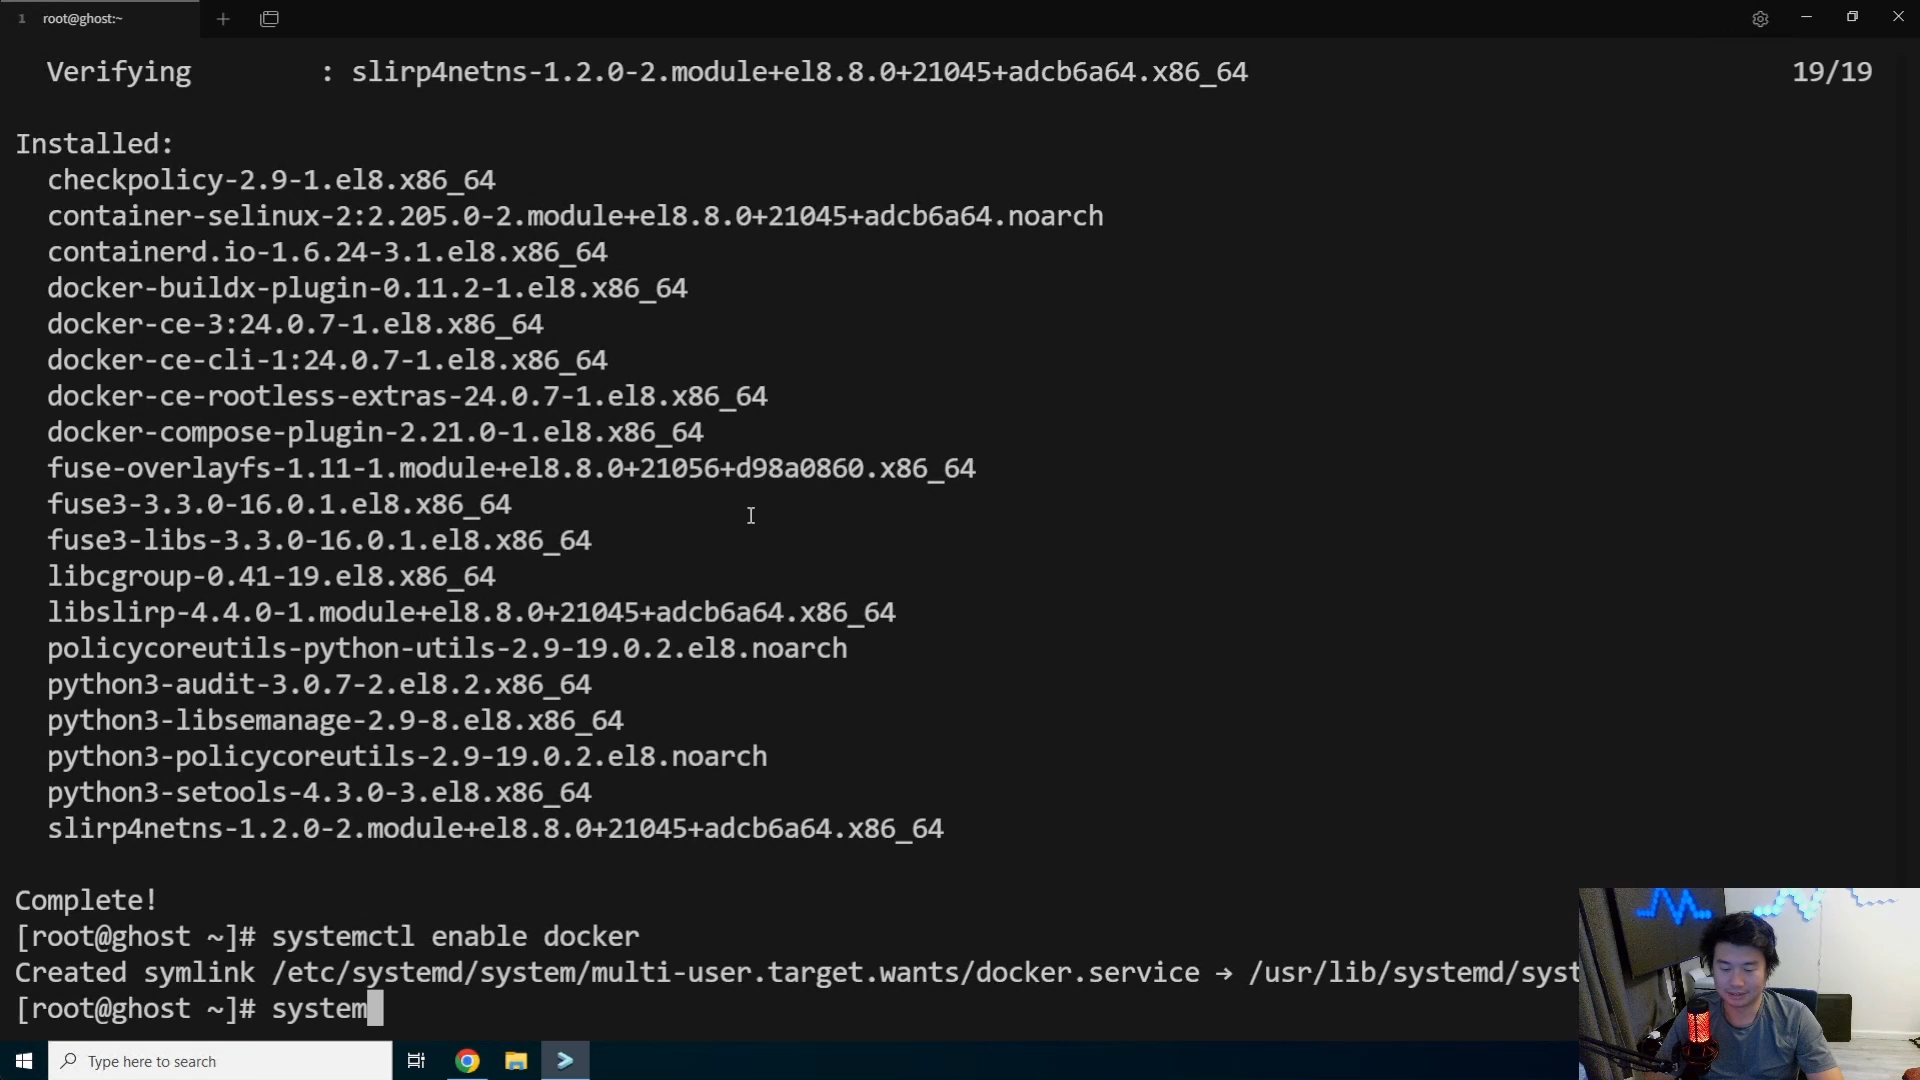 1 root@ghost:~
Verifying : slirp4netns-1.2.0-2.module+el8.8.0+21045+adcb6a64.x86_64 19/19
Installed:
checkpolicy-2.9-1.el8.x86_64
container-selinux-2:2.205.0-2.module+el8.8.0+21045+adcb6a64.noarch
containerd.io-1.6.24-3.1.el8.x86_64
docker-buildx-plugin-0.11.2-1.el8.x86_64
docker-ce-3:24.0.7-1.el8.x86_64
docker-ce-cli-1:24.0.7-1.el8.x86_64
docker-ce-rootless-extras-24.0.7-1.el8.x86_64
docker-compose-plugin-2.21.0-1.el8.x86_64
fuse-overlayfs-1.11-1.module+el8.8.0+21056+d98a0860.x86_64
fuse3-3.3.0-16.0.1.el8.x86_64
fuse3-libs-3.3.0-16.0.1.el8.x86_64
libcgroup-0.41-19.el8.x86_64
libslirp-4.4.0-1.module+el8.8.0+21045+adcb6a64.x86_64
policycoreutils-python-utils-2.9-19.0.2.el8.noarch
python3-audit-3.0.7-2.el8.2.x86_64
python3-libsemanage-2.9-8.el8.x86_64
python3-policycoreutils-2.9-19.0.2.el8.noarch
python3-setools-4.3.0-3.el8.x86_64
slirp4netns-1.2.0-2.module+el8.8.0+21045+adcb6a64.x86_64
Complete!
[root@ghost ~]# systemctl enable docker
Created symlink /etc/systemd/system/multi-user.target.wants/docker.service → /usr/lib/systemd/syst
[root@ghost ~]# system
Type here to search